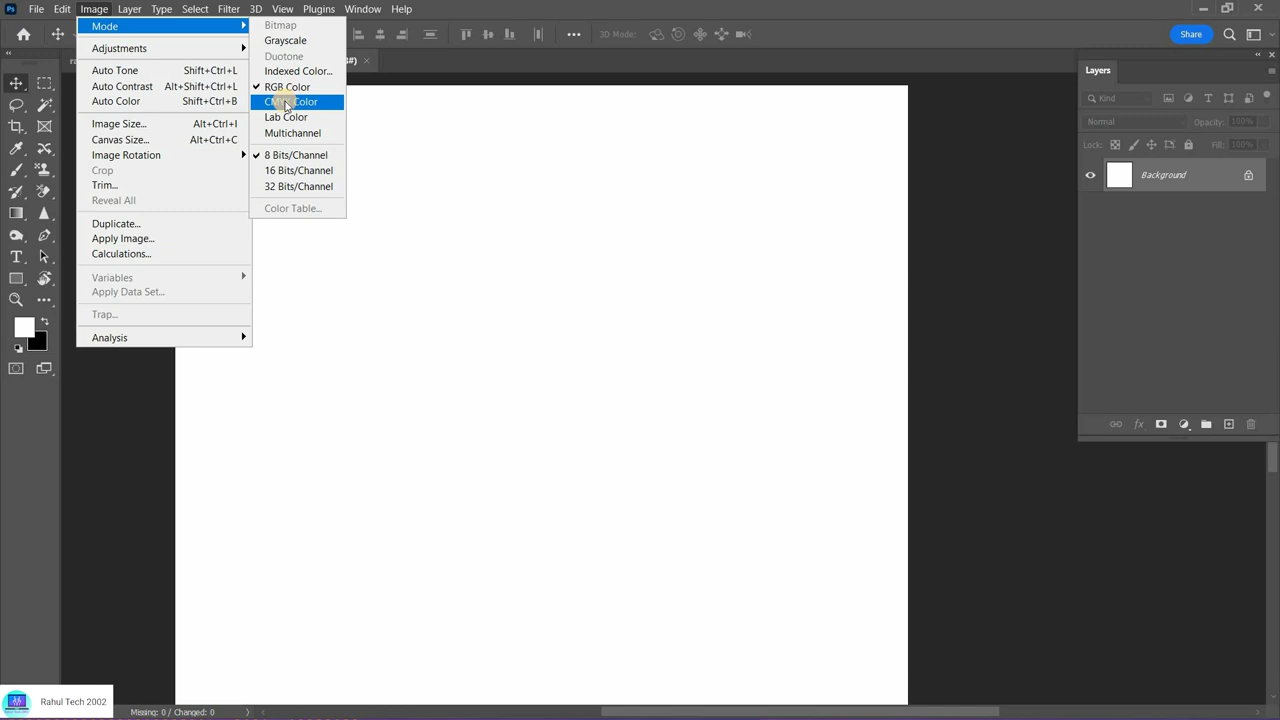 Ps File Edit Image Layer Type Select Filter 3D View Plugins Window Help
3D Mode: Share
#)
Mode
Adjustments
Auto Tone Shift+Ctrl+L
Auto Contrast Alt+Shift+Ctrl+L
Auto Color Shift+Ctrl+B
Image Size... Alt+Ctrl+I
Canvas Size... Alt+Ctrl+C
Image Rotation
Crop
Trim...
Reveal All
Duplicate...
Apply Image...
Calculations...
Variables
Apply Data Set...
Trap...
Analysis
Bitmap
Grayscale
Duotone
Indexed Color...
RGB Color
CMYK Color
Lab Color
Multichannel
8 Bits/Channel
16 Bits/Channel
32 Bits/Channel
Color Table...
Layers
Kind
Normal Opacity: 100%
Lock: Fill: 100%
Background
Rahul Tech 2002
Missing: 0 / Changed: 0